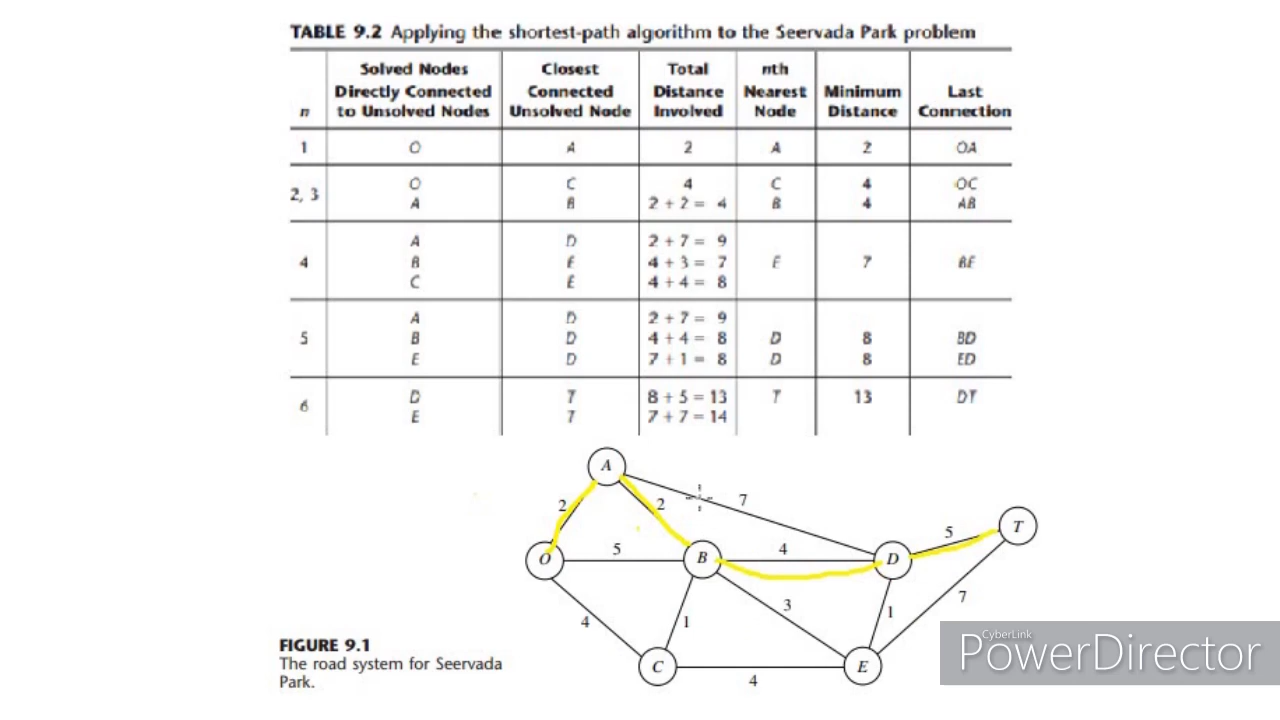 TABLE 9.2 Applying the shortest-path algorithm to the Seervada Park problem
n | Solved Nodes Directly Connected to Unsolved Nodes | Closest Connected Unsolved Node | Total Distance Involved | nth Nearest Node | Minimum Distance | Last Connection
1 O A 2 A 2 OA
2, 3 O C 4 C 4 OC
A B 2 + 2 = 4 B 4 AB
A D 2 + 7 = 9
4 B E 4 + 3 = 7 E 7 BE
C E 4 + 4 = 8
A D 2 + 7 = 9
5 B D 4 + 4 = 8 D 8 BD
E D 7 + 1 = 8 D 8 ED
6 D T 8 + 5 = 13 T 13 DT
E T 7 + 7 = 14
A
2 2 7
T
5
O 5 B 4 D
3 7
4 1 1
C 4 E
FIGURE 9.1
The road system for Seervada
Park.
CyberLink
PowerDirector